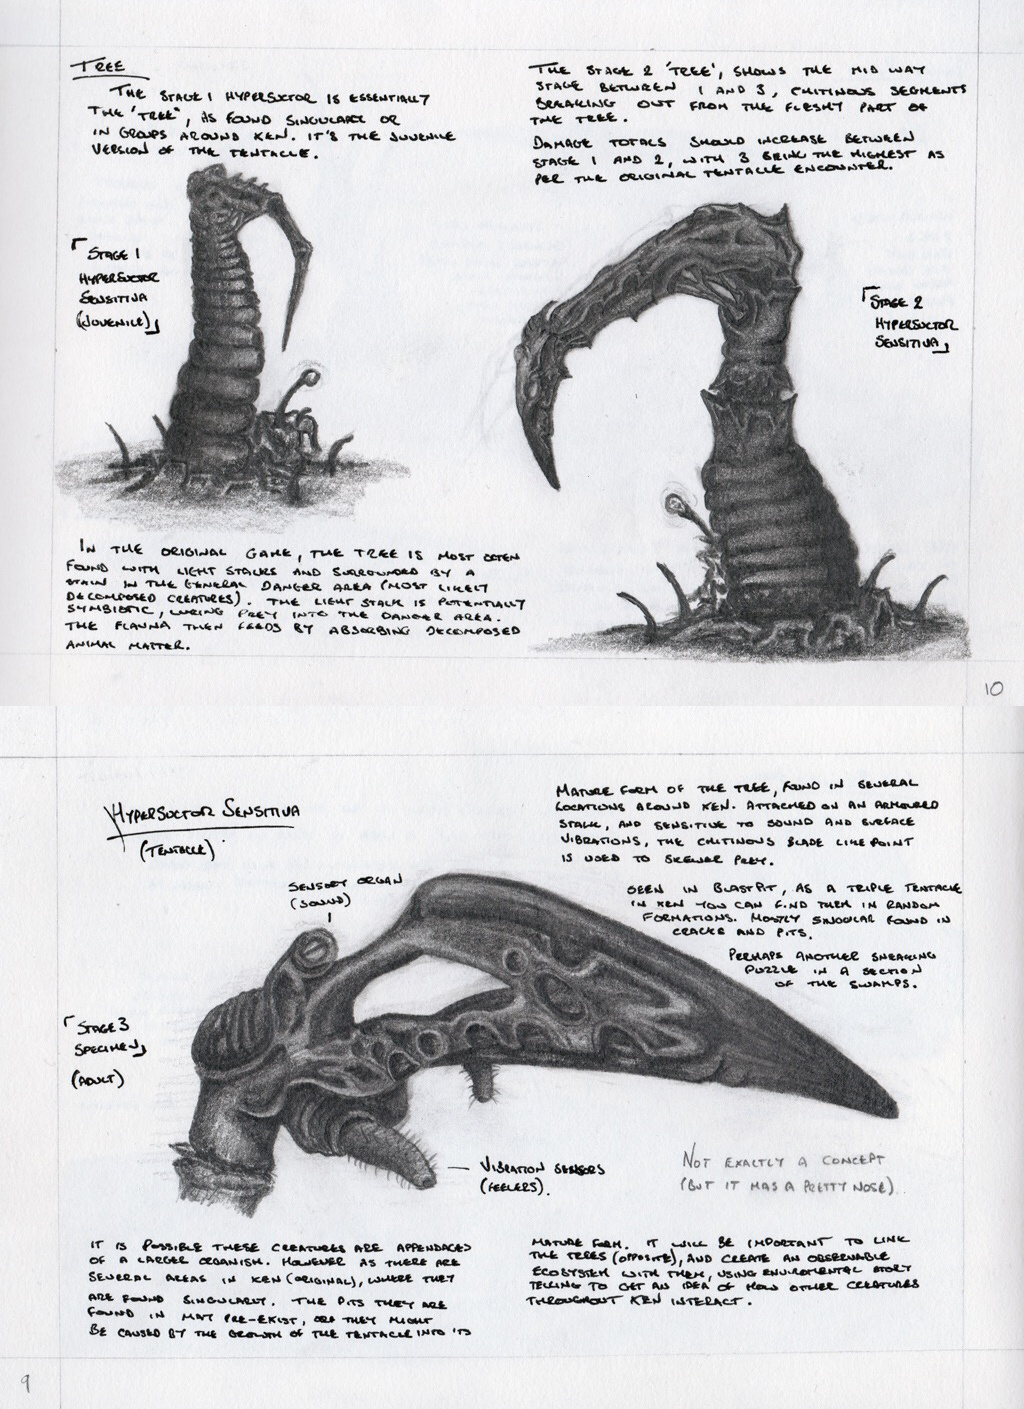 TREE
THE STAGE 1 HYPERSUCTOR IS ESSENTIALLY
THE 'TREE', AS FOUND SINGULARLY OR
IN GROUPS AROUND XEN. IT'S THE JUVENILE
VERSION OF THE TENTACLE.
THE STAGE 2 'TREE', SHOWS THE MID WAY
STAGE BETWEEN 1 AND 3, CHITINOUS SEGMENTS
BREAKING OUT FROM THE FLESHY PART OF
THE TREE.
DAMAGE TOTALS SHOULD INCREASE BETWEEN
STAGE 1 AND 2, WITH 3 BEING THE HIGHEST AS
PER THE ORIGINAL TENTACLE ENCOUNTER.
「STAGE 1
HYPERSUCTOR
SENSITIVA
(JUVENILE)」
「STAGE 2
HYPERSUCTOR
SENSITIVA」
IN THE ORIGINAL GAME, THE TREE IS MOST OFTEN
FOUND WITH LIGHT STALKS AND SURROUNDED BY A
STAIN IN THE GENERAL DANGER AREA (MOST LIKELY
DECOMPOSED CREATURES). THE LIGHT STALK IS POTENTIALLY
SYMBIOTIC, LURING PREY INTO THE DANGER AREA.
THE FLAUNA THEN FEEDS BY ABSORBING DECOMPOSED
ANIMAL MATTER.
10
HYPERSUCTOR SENSITIVA
(TENTACLE)
MATURE FORM OF THE TREE, FOUND IN SEVERAL
LOCATIONS AROUND XEN. ATTACHED ON AN ARMOURED
STALK, AND SENSITIVE TO SOUND AND SURFACE
VIBRATIONS, THE CHITINOUS BLADE LIKE POINT
IS USED TO SKEWER PREY.
SEEN IN BLAST PIT, AS A TRIPLE TENTACLE
IN XEN YOU CAN FIND THEM IN RANDOM
FORMATIONS. MOSTLY SINGULAR FOUND IN
CRACKS AND PITS.
PERHAPS ANOTHER SNEAKING
PUZZLE IN A SECTION
OF THE SWAMPS.
SENSORY ORGAN
(SOUND)
「STAGE 3
SPECIMEN」
(ADULT)
VIBRATION SENSORS
(FEELERS).
NOT EXACTLY A CONCEPT
(BUT IT HAS A PRETTY NOSE)
IT IS POSSIBLE THESE CREATURES ARE APPENDAGES
OF A LARGER ORGANISM. HOWEVER AS THERE ARE
SEVERAL AREAS IN XEN (ORIGINAL), WHERE THEY
ARE FOUND SINGULARLY. THE PITS THEY ARE
FOUND IN MAY PRE-EXIST, OR THEY MIGHT
BE CAUSED BY THE GROWTH OF THE TENTACLE INTO ITS
MATURE FORM. IT WILL BE IMPORTANT TO LINK
THE TREES (OPPOSITE), AND CREATE AN OBSERVABLE
ECOSYSTEM WITH THEM, USING ENVIROMENTAL STORY
TELLING TO GET AN IDEA OF HOW OTHER CREATURES
THROUGHOUT XEN INTERACT.
9